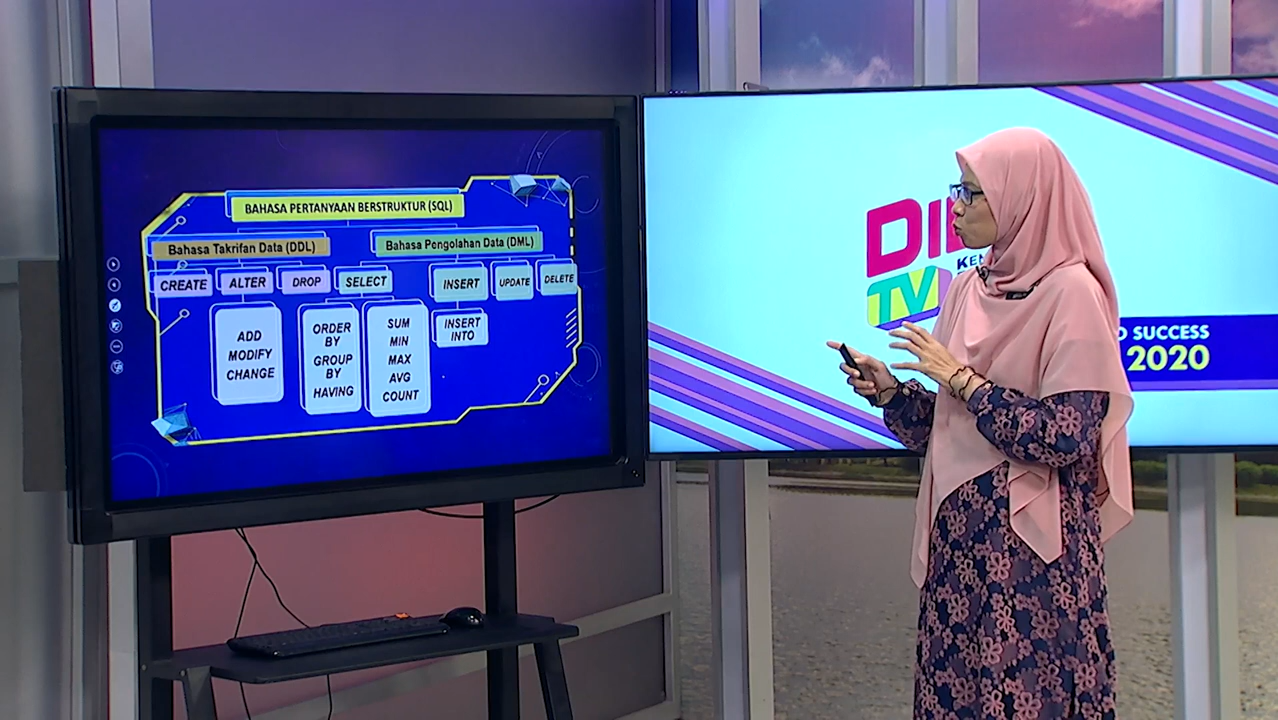 BAHASA PERTANYAAN BERSTRUKTUR (SQL)
Bahasa Takrifan Data (DDL)
Bahasa Pengolahan Data (DML)
CREATE
ALTER
DROP
SELECT
INSERT
UPDATE
DELETE
ADD
MODIFY
CHANGE
ORDER
BY
GROUP
BY
HAVING
SUM
MIN
MAX
AVG
COUNT
INSERT
INTO
TV
SUCCESS
2020